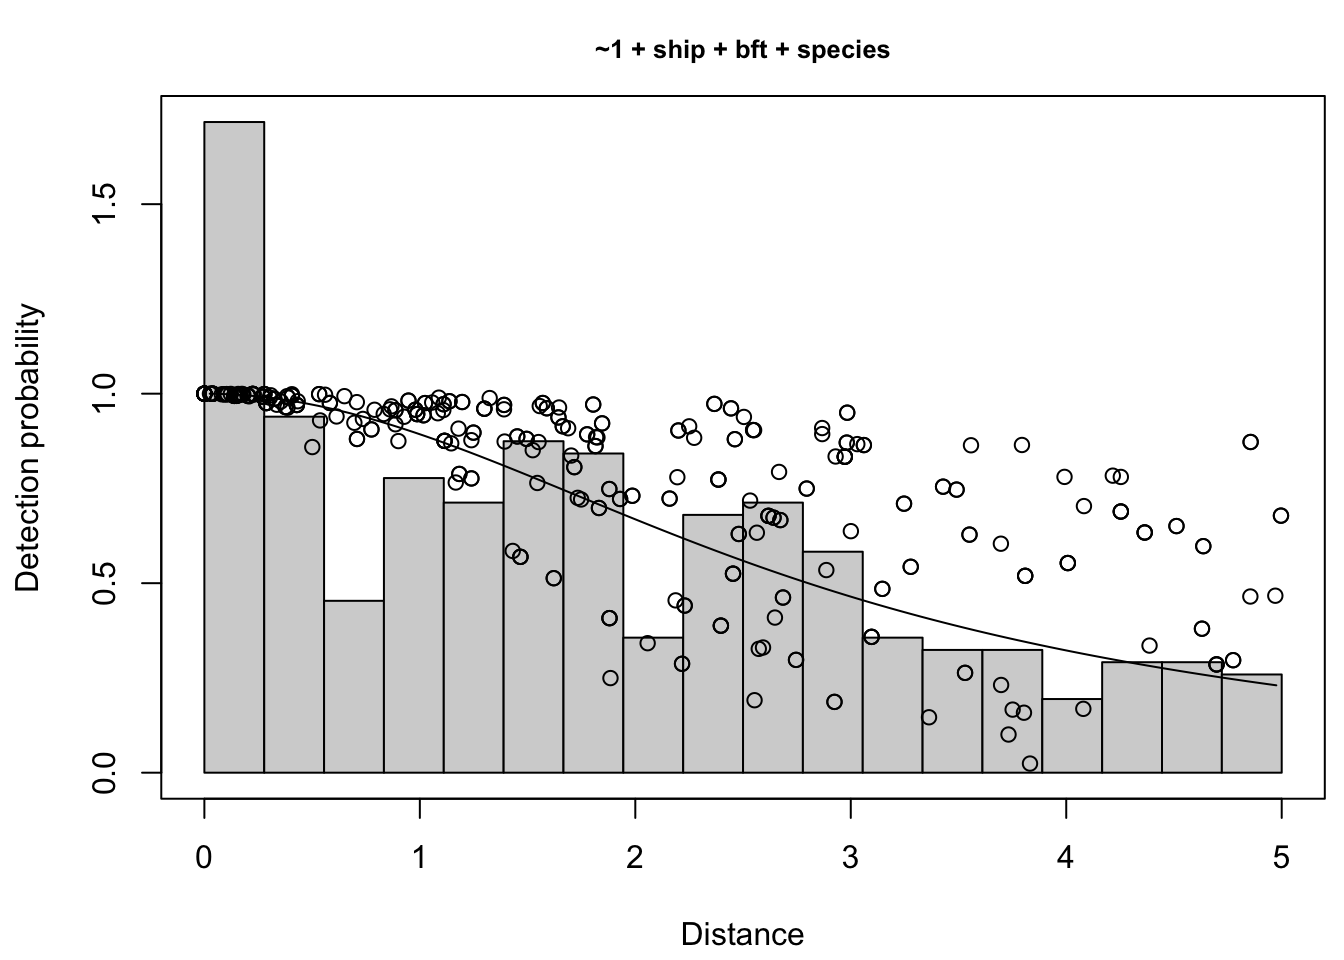 ~1 + ship + bft + species
Detection probability
1.5
1.0
0.5
0.0
0 1 2 3 4 5
Distance